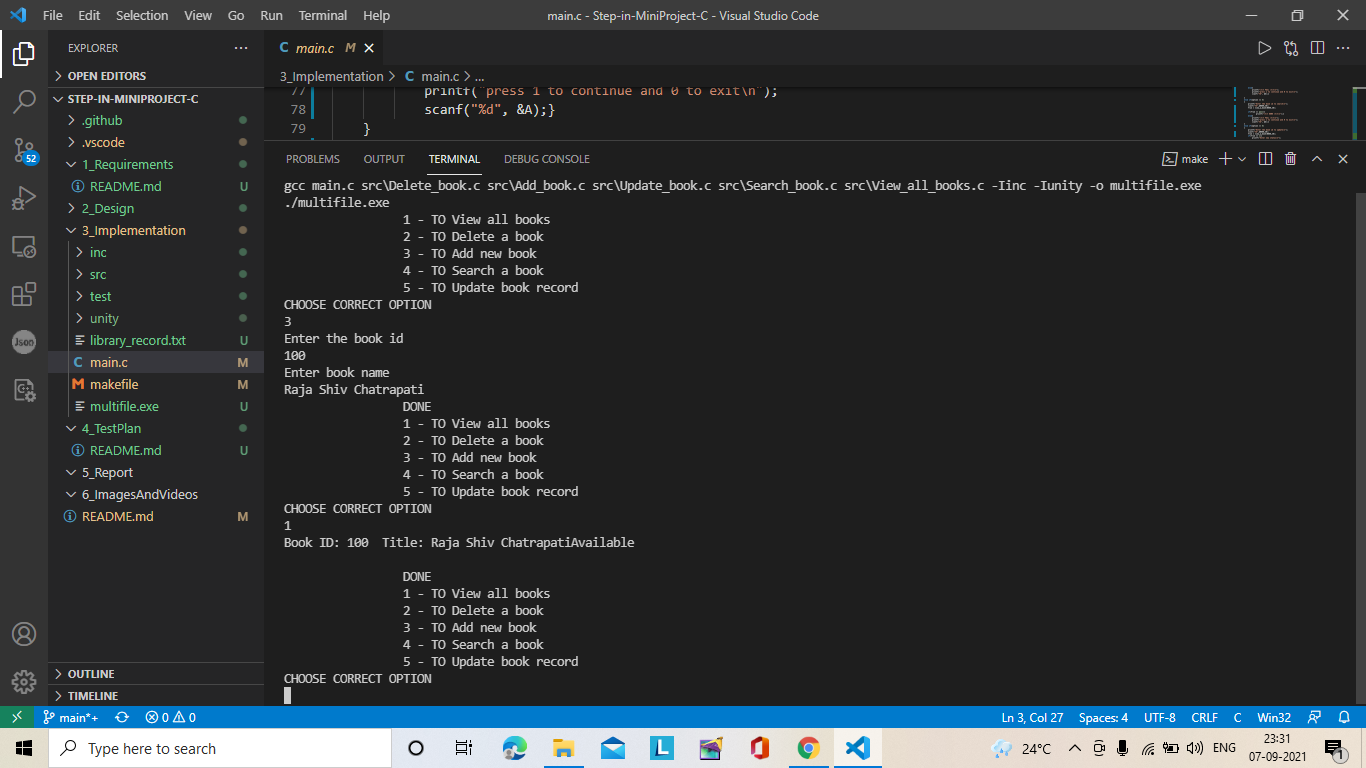 File Edit Selection View Go Run Terminal Help main.c - Step-in-MiniProject-C - Visual Studio Code
EXPLORER ...
OPEN EDITORS
STEP-IN-MINIPROJECT-C
.github
.vscode
1_Requirements
README.md U
2_Design
3_Implementation
inc
src
test
unity
library_record.txt U
main.c M
makefile M
multifile.exe U
4_TestPlan
README.md U
5_Report
6_ImagesAndVideos
README.md M
OUTLINE
TIMELINE
52
Json
C main.c M
3_Implementation > C main.c > ...
77 printf("press 1 to continue and 0 to exit\n");
78 scanf("%d", &A);}
79 }
PROBLEMS OUTPUT TERMINAL DEBUG CONSOLE make
gcc main.c src\Delete_book.c src\Add_book.c src\Update_book.c src\Search_book.c src\View_all_books.c -Iinc -Iunity -o multifile.exe
./multifile.exe
1 - TO View all books
2 - TO Delete a book
3 - TO Add new book
4 - TO Search a book
5 - TO Update book record
CHOOSE CORRECT OPTION
3
Enter the book id
100
Enter book name
Raja Shiv Chatrapati
DONE
1 - TO View all books
2 - TO Delete a book
3 - TO Add new book
4 - TO Search a book
5 - TO Update book record
CHOOSE CORRECT OPTION
1
Book ID: 100  Title: Raja Shiv ChatrapatiAvailable
DONE
1 - TO View all books
2 - TO Delete a book
3 - TO Add new book
4 - TO Search a book
5 - TO Update book record
CHOOSE CORRECT OPTION
main*+ 0 0 Ln 3, Col 27 Spaces: 4 UTF-8 CRLF C Win32
Type here to search L 24°C ENG 23:31
07-09-2021 1